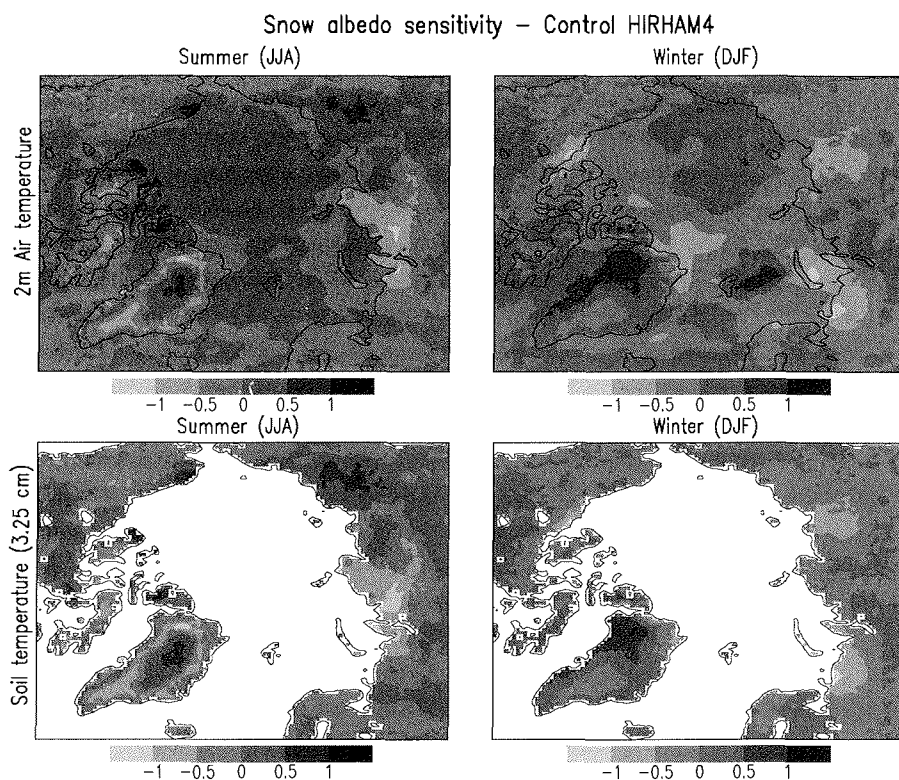 Snow albedo sensitivity – Control HIRHAM4
Summer (JJA)
Winter (DJF)
2m Air temperature
−1 −0.5 0 0.5 1
−1 −0.5 0 0.5 1
Summer (JJA)
Winter (DJF)
Soil temperature (3.25 cm)
−1 −0.5 0 0.5 1
−1 −0.5 0 0.5 1